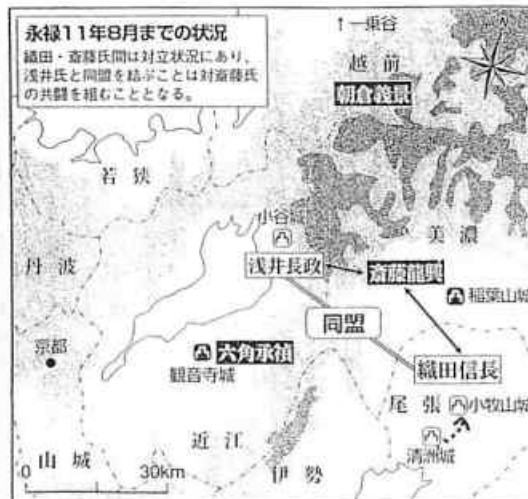 永禄11年8月までの状況
織田・斎藤氏間は対立状況にあり、
浅井氏と同盟を結ぶことは対斎藤氏
の共闘を組むこととなる。
↑一乗谷
N
越前
朝倉義景
若狭
小谷城
美濃
丹波
浅井長政
斎藤龍興
稲葉山城
同盟
京都
六角承禎
観音寺城
織田信長
尾張
小牧山城
近江
清洲城
山城
伊勢
0
30km